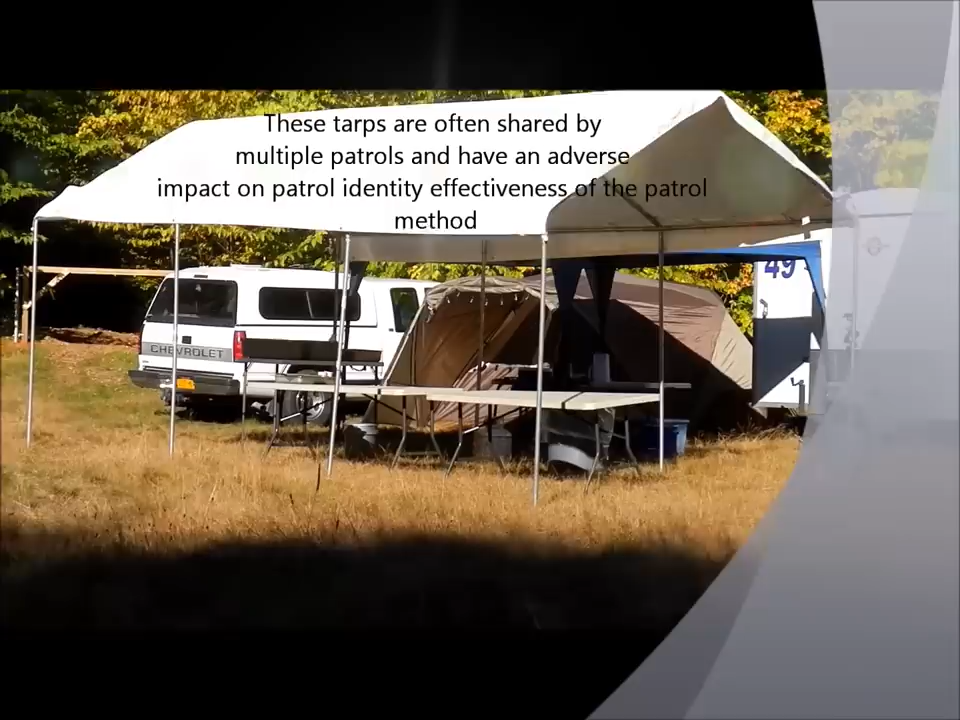 These tarps are often shared by
multiple patrols and have an adverse
impact on patrol identity effectiveness of the patrol
method
49
CHEVROLET